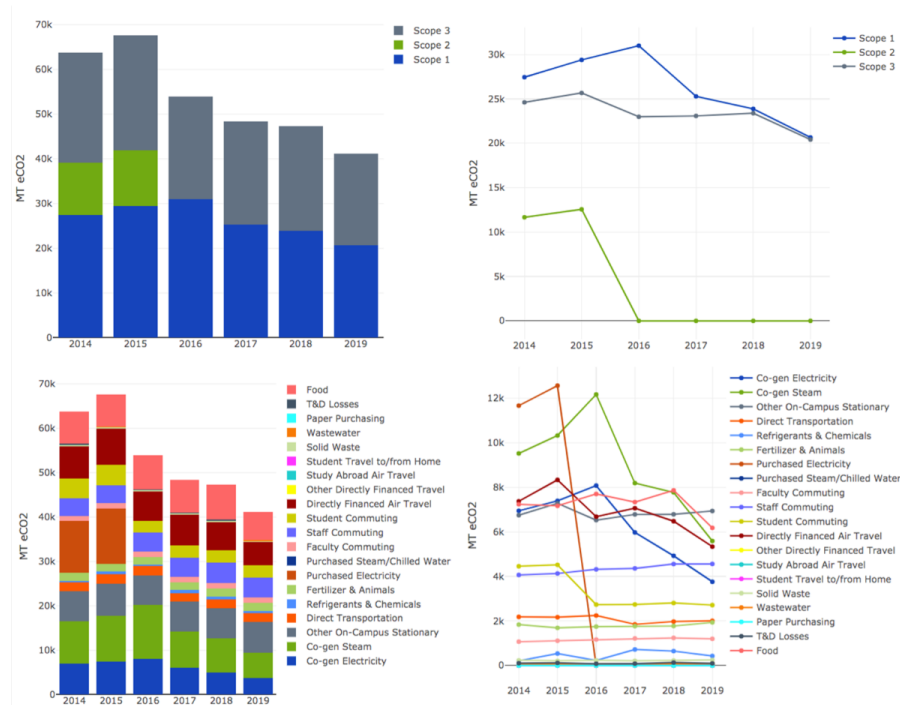 70k
60k
50k
40k
30k
20k
10k
0
MT eCO2
2014 2015 2016 2017 2018 2019
Scope 3
Scope 2
Scope 1
30k
25k
20k
15k
10k
5k
0
MT eCO2
2014 2015 2016 2017 2018 2019
Scope 1
Scope 2
Scope 3
70k
60k
50k
40k
30k
20k
10k
0
MT eCO2
2014 2015 2016 2017 2018 2019
Food
T&D Losses
Paper Purchasing
Wastewater
Solid Waste
Student Travel to/from Home
Study Abroad Air Travel
Other Directly Financed Travel
Directly Financed Air Travel
Student Commuting
Staff Commuting
Faculty Commuting
Purchased Steam/Chilled Water
Purchased Electricity
Fertilizer & Animals
Refrigerants & Chemicals
Direct Transportation
Other On-Campus Stationary
Co-gen Steam
Co-gen Electricity
12k
10k
8k
6k
4k
2k
0
MT eCO2
2014 2015 2016 2017 2018 2019
Co-gen Electricity
Co-gen Steam
Other On-Campus Stationary
Direct Transportation
Refrigerants & Chemicals
Fertilizer & Animals
Purchased Electricity
Purchased Steam/Chilled Water
Faculty Commuting
Staff Commuting
Student Commuting
Directly Financed Air Travel
Other Directly Financed Travel
Study Abroad Air Travel
Student Travel to/from Home
Solid Waste
Wastewater
Paper Purchasing
T&D Losses
Food